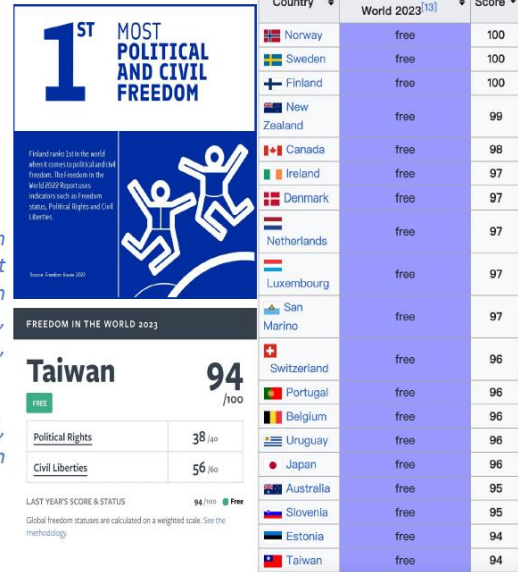 1ST
MOST
POLITICAL
AND CIVIL
FREEDOM
Finland ranks 1st in the world
when it comes to political and civil
freedom. The Freedom in the
World 2022 Report uses
indicators such as Freedom
status, Political Rights and Civil
Liberties.
Source: Freedom House 2022
FREEDOM IN THE WORLD 2023
Taiwan
94
/100
FREE
Political Rights 38 /40
Civil Liberties 56 /60
LAST YEAR'S SCORE & STATUS 94 /100 Free
Global freedom statuses are calculated on a weighted scale. See the
methodology.
Country World 2023[13] Score
Norway free 100
Sweden free 100
Finland free 100
New
Zealand free 99
Canada free 98
Ireland free 97
Denmark free 97
Netherlands free 97
Luxembourg free 97
San
Marino free 97
Switzerland free 96
Portugal free 96
Belgium free 96
Uruguay free 96
Japan free 96
Australia free 95
Slovenia free 95
Estonia free 94
Taiwan free 94